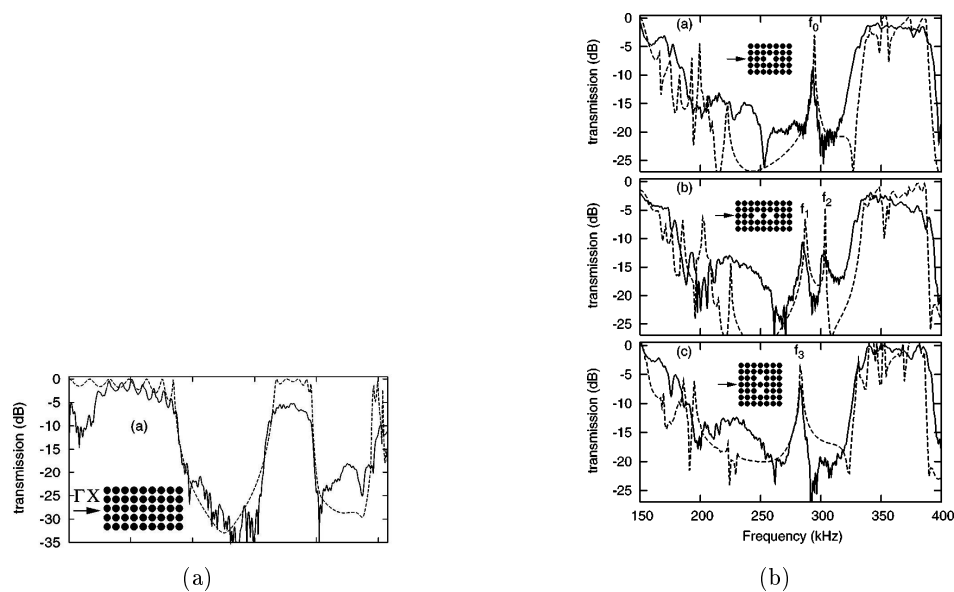 0
-5
-10
-15
-20
-25
-30
-35
transmission (dB)
(a)
ΓX
(a)
0
-5
-10
-15
-20
-25
transmission (dB)
(a)
f0
0
-5
-10
-15
-20
-25
transmission (dB)
(b)
f1
f2
0
-5
-10
-15
-20
-25
transmission (dB)
(c)
f3
150 200 250 300 350 400
Frequency (kHz)
(b)